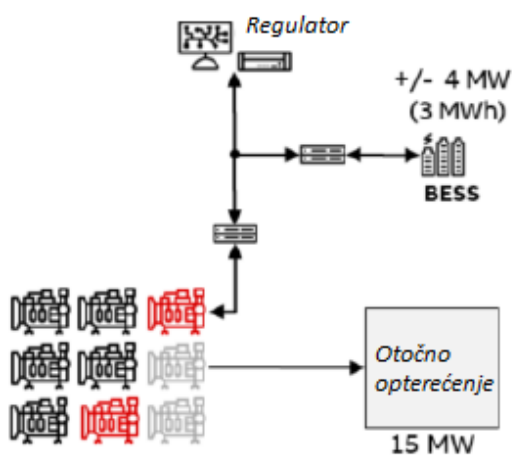 Regulator
+/- 4 MW
(3 MWh)
BESS
Otočno
opterećenje
15 MW